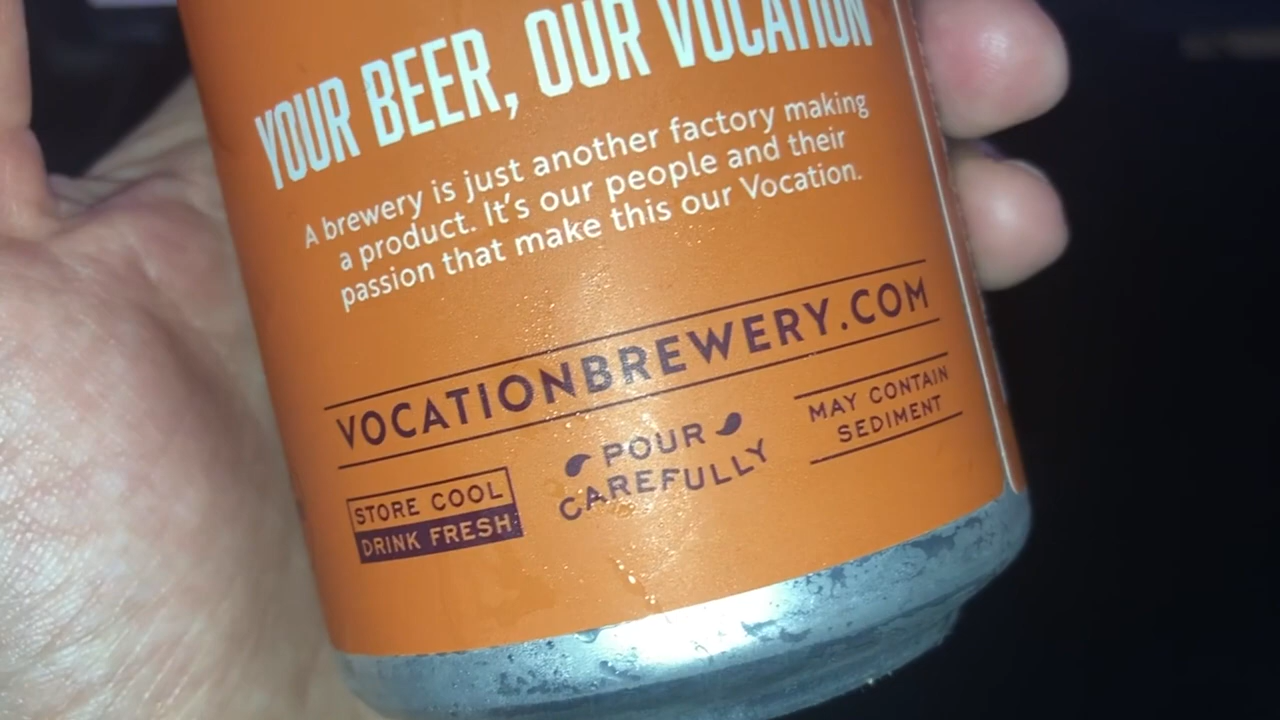 YOUR BEER, OUR VOCATION
A brewery is just another factory making
a product. It's our people and their
passion that make this our Vocation.
VOCATIONBREWERY.COM
STORE COOL
DRINK FRESH
POUR
CAREFULLY
MAY CONTAIN
SEDIMENT